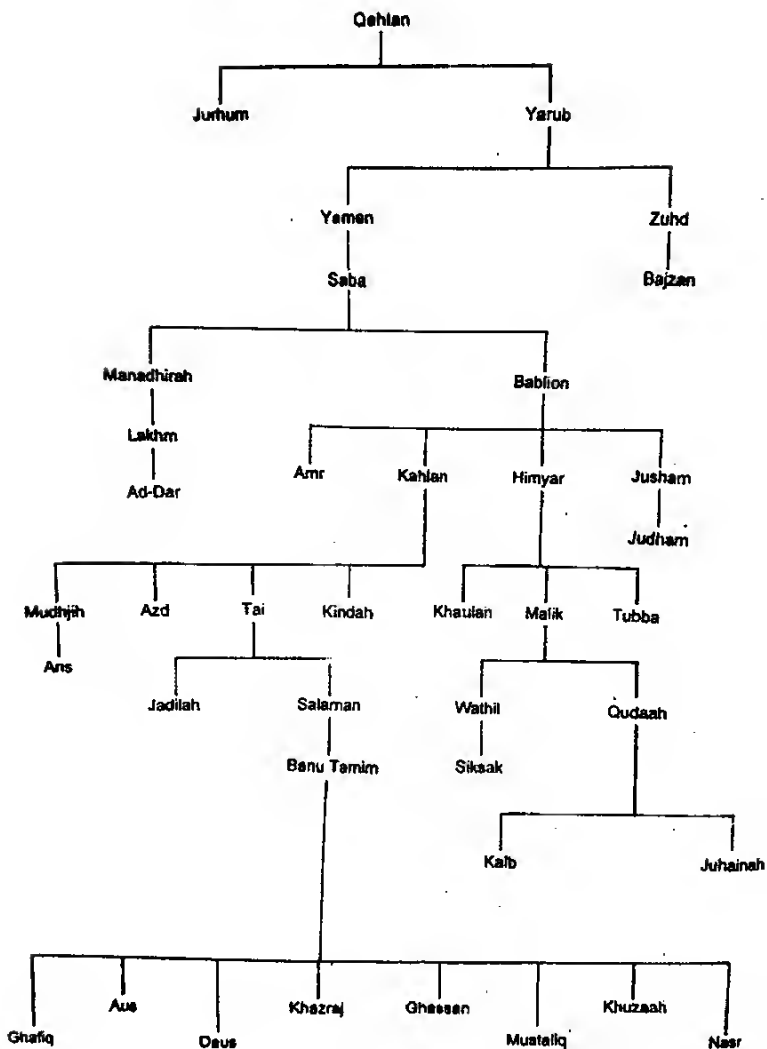 Qehlan
Jurhum Yarub
Yemen Zuhd
Saba Bajzan
Manadhirah Bablion
Lakhm
Amr Kahlan Himyar Jusham
Ad-Dar
Judham
Mudhjih Azd Tai Kindah Khaulan Malik Tubba
Ans
Jadilah Salaman Wathil Qudaah
Banu Tamim Siksak
Kalb Juhainah
Aus Khazraj Ghassan Khuzaah
Ghafiq Daus Mustaliq Nasr